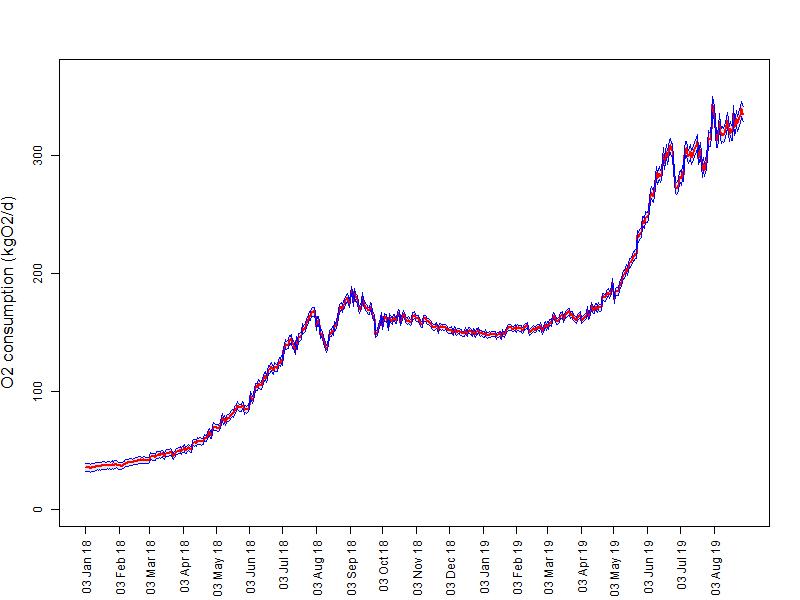 O2 consumption (kgO2/d)
300
200
100
0
03 Jan 18
03 Feb 18
03 Mar 18
03 Apr 18
03 May 18
03 Jun 18
03 Jul 18
03 Aug 18
03 Sep 18
03 Oct 18
03 Nov 18
03 Dec 18
03 Jan 19
03 Feb 19
03 Mar 19
03 Apr 19
03 May 19
03 Jun 19
03 Jul 19
03 Aug 19